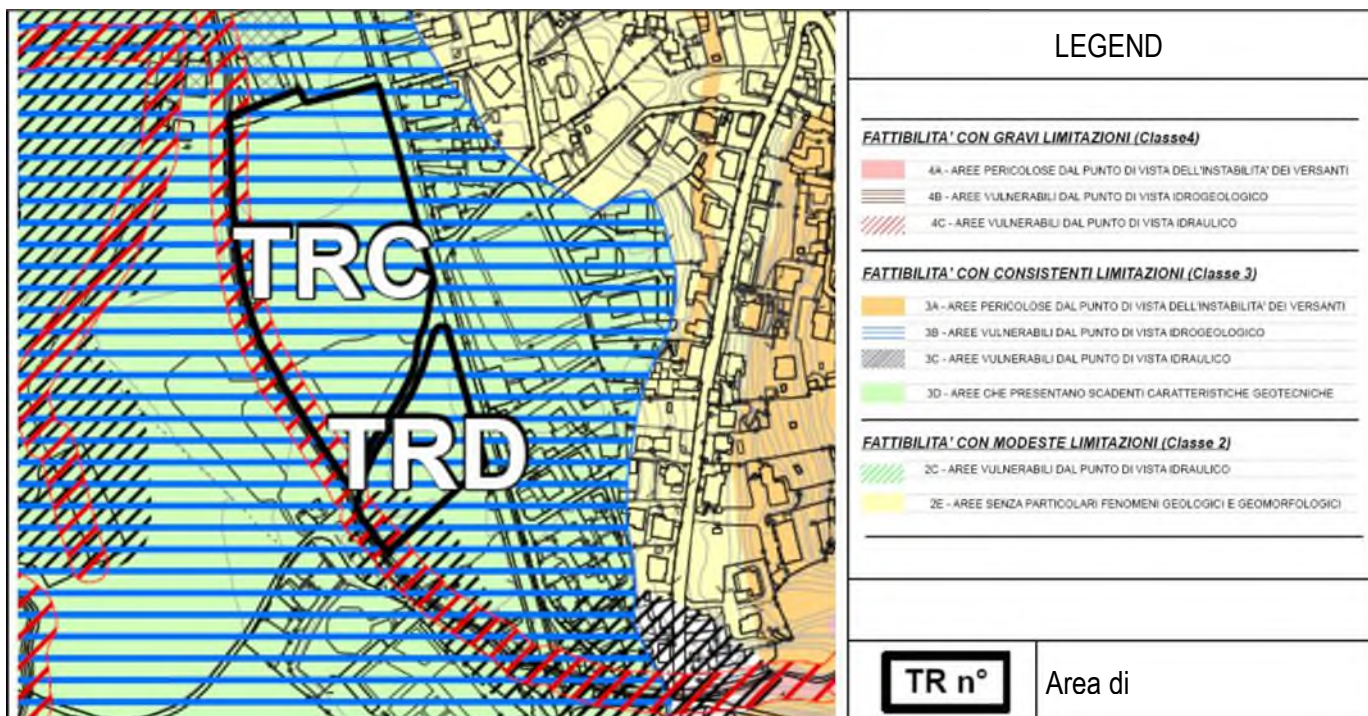 TRC
TRD
LEGEND
FATTIBILITA' CON GRAVI LIMITAZIONI (Classe4)
4A - AREE PERICOLOSE DAL PUNTO DI VISTA DELL'INSTABILITA' DEI VERSANTI
4B - AREE VULNERABILI DAL PUNTO DI VISTA IDROGEOLOGICO
4C - AREE VULNERABILI DAL PUNTO DI VISTA IDRAULICO
FATTIBILITA' CON CONSISTENTI LIMITAZIONI (Classe 3)
3A - AREE PERICOLOSE DAL PUNTO DI VISTA DELL'INSTABILITA' DEI VERSANTI
3B - AREE VULNERABILI DAL PUNTO DI VISTA IDROGEOLOGICO
3C - AREE VULNERABILI DAL PUNTO DI VISTA IDRAULICO
3D - AREE CHE PRESENTANO SCADENTI CARATTERISTICHE GEOTECNICHE
FATTIBILITA' CON MODESTE LIMITAZIONI (Classe 2)
2C - AREE VULNERABILI DAL PUNTO DI VISTA IDRAULICO
2E - AREE SENZA PARTICOLARI FENOMENI GEOLOGICI E GEOMORFOLOGICI
TR n°
Area di